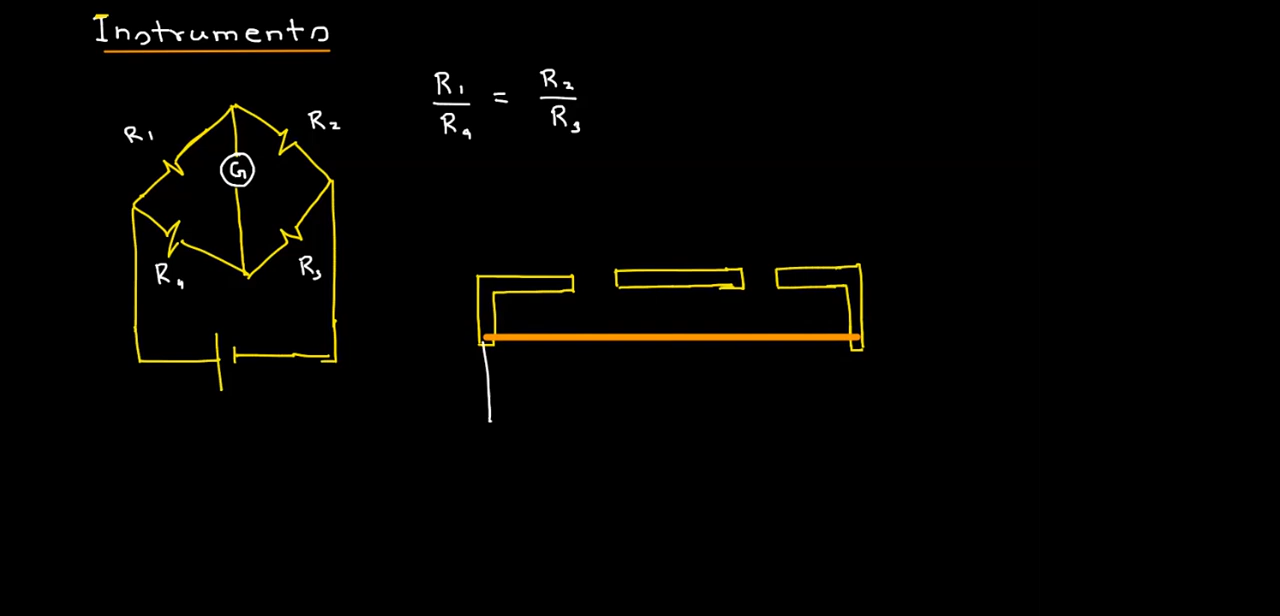 Instruments
R₁/R₄ = R₂/R₃
R₁
R₂
G
R₄
R₃